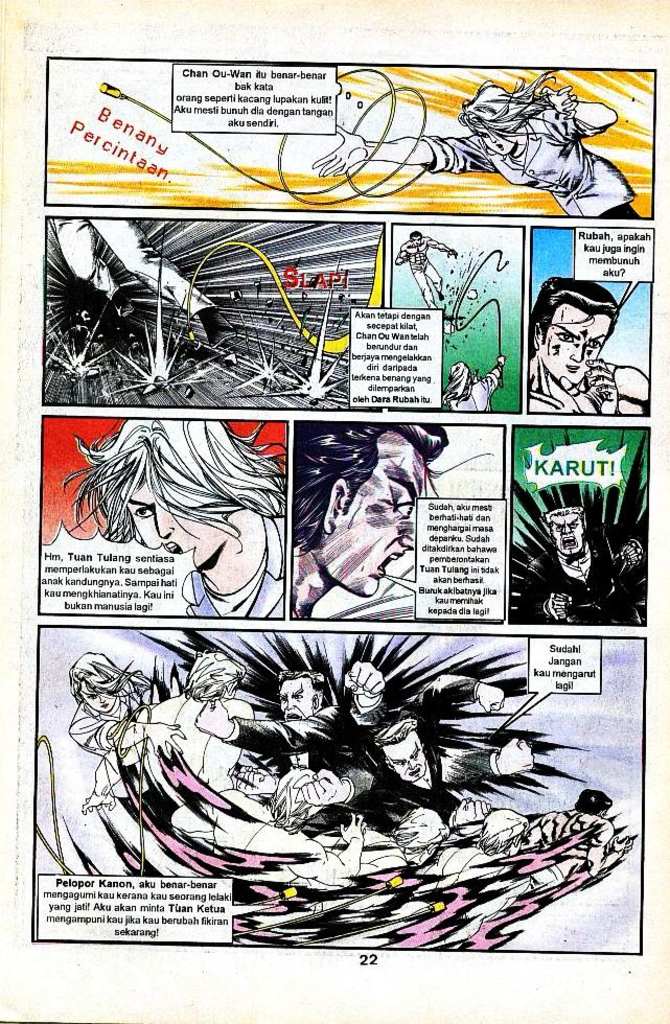 Chan Ou-Wan itu benar-benar
bak kata
orang seperti kacang lupakan kulit!
Aku mesti bunuh dia dengan tangan
aku sendiri.
Benang
Percintaan
SLAP!
Akan tetapi dengan
secepat kilat,
Chan Ou Wan telah
berundur dan
berjaya mengelakkan
diri daripada
terkena benang yang
dilemparkan
oleh Dara Rubah itu.
Rubah, apakah
kau juga ingin
membunuh
aku?
Hm, Tuan Tulang sentiasa
memperlakukan kau seperti
anak kandungnya. Sampai hati
kau mengkhianatinya. Kau ini
bukan manusia lagi!
Sudah, aku mesti
berhati-hati dan
menghargai masa
depanku. Sudah
ditakdirkan bahawa
pemberontakan
Tuan Tulang ini tidak
akan berhasil.
Buruk akibatnya jika
kau memihak
kepada dia lagi!
KARUT!
Sudah!
Jangan
kau mengarut
lagi!
Pelopor Kanon, aku benar-benar
mengagumi kau kerana kau seorang lelaki
yang jati! Aku akan minta Tuan Ketua
mengampuni kau jika kau berubah fikiran
sekarang!
22